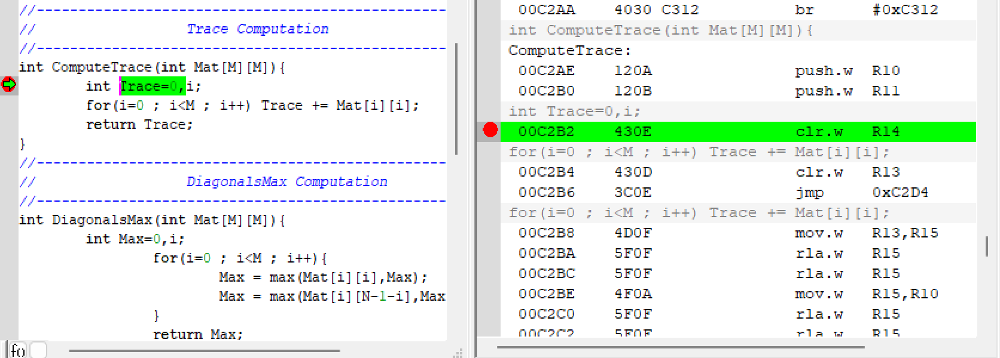 //--------------------------------------------------
// Trace Computation
//--------------------------------------------------
int ComputeTrace(int Mat[M][M]){
int Trace=0,i;
for(i=0 ; i<M ; i++) Trace += Mat[i][i];
return Trace;
}
//--------------------------------------------------
// DiagonalsMax Computation
//--------------------------------------------------
int DiagonalsMax(int Mat[M][M]){
int Max=0,i;
for(i=0 ; i<M ; i++){
Max = max(Mat[i][i],Max);
Max = max(Mat[i][N-1-i],Max
}
return Max;
f()
00C2AA 4030 C312 br #0xC312
int ComputeTrace(int Mat[M][M]){
ComputeTrace:
00C2AE 120A push.w R10
00C2B0 120B push.w R11
int Trace=0,i;
00C2B2 430E clr.w R14
for(i=0 ; i<M ; i++) Trace += Mat[i][i];
00C2B4 430D clr.w R13
00C2B6 3C0E jmp 0xC2D4
for(i=0 ; i<M ; i++) Trace += Mat[i][i];
00C2B8 4D0F mov.w R13,R15
00C2BA 5F0F rla.w R15
00C2BC 5F0F rla.w R15
00C2BE 4F0A mov.w R15,R10
00C2C0 5F0F rla.w R15
00C2C2 5F0F rla.w R15